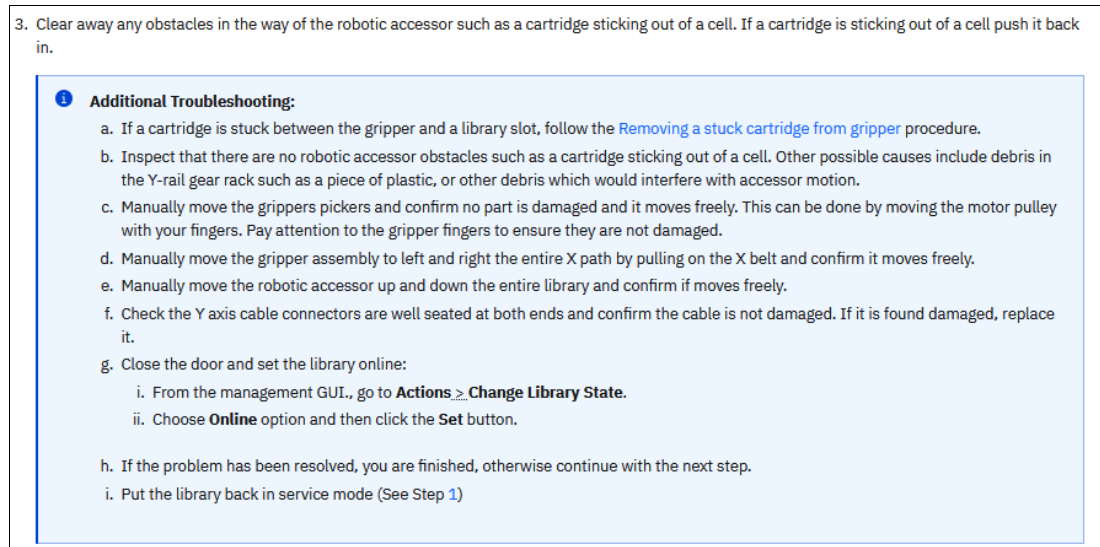 3. Clear away any obstacles in the way of the robotic accessor such as a cartridge sticking out of a cell. If a cartridge is sticking out of a cell push it back
in.
Additional Troubleshooting:
a. If a cartridge is stuck between the gripper and a library slot, follow the Removing a stuck cartridge from gripper procedure.
b. Inspect that there are no robotic accessor obstacles such as a cartridge sticking out of a cell. Other possible causes include debris in
the Y-rail gear rack such as a piece of plastic, or other debris which would interfere with accessor motion.
c. Manually move the grippers pickers and confirm no part is damaged and it moves freely. This can be done by moving the motor pulley
with your fingers. Pay attention to the gripper fingers to ensure they are not damaged.
d. Manually move the gripper assembly to left and right the entire X path by pulling on the X belt and confirm it moves freely.
e. Manually move the robotic accessor up and down the entire library and confirm if moves freely.
f. Check the Y axis cable connectors are well seated at both ends and confirm the cable is not damaged. If it is found damaged, replace
it.
g. Close the door and set the library online:
i. From the management GUI., go to Actions > Change Library State.
ii. Choose Online option and then click the Set button.
h. If the problem has been resolved, you are finished, otherwise continue with the next step.
i. Put the library back in service mode (See Step 1)